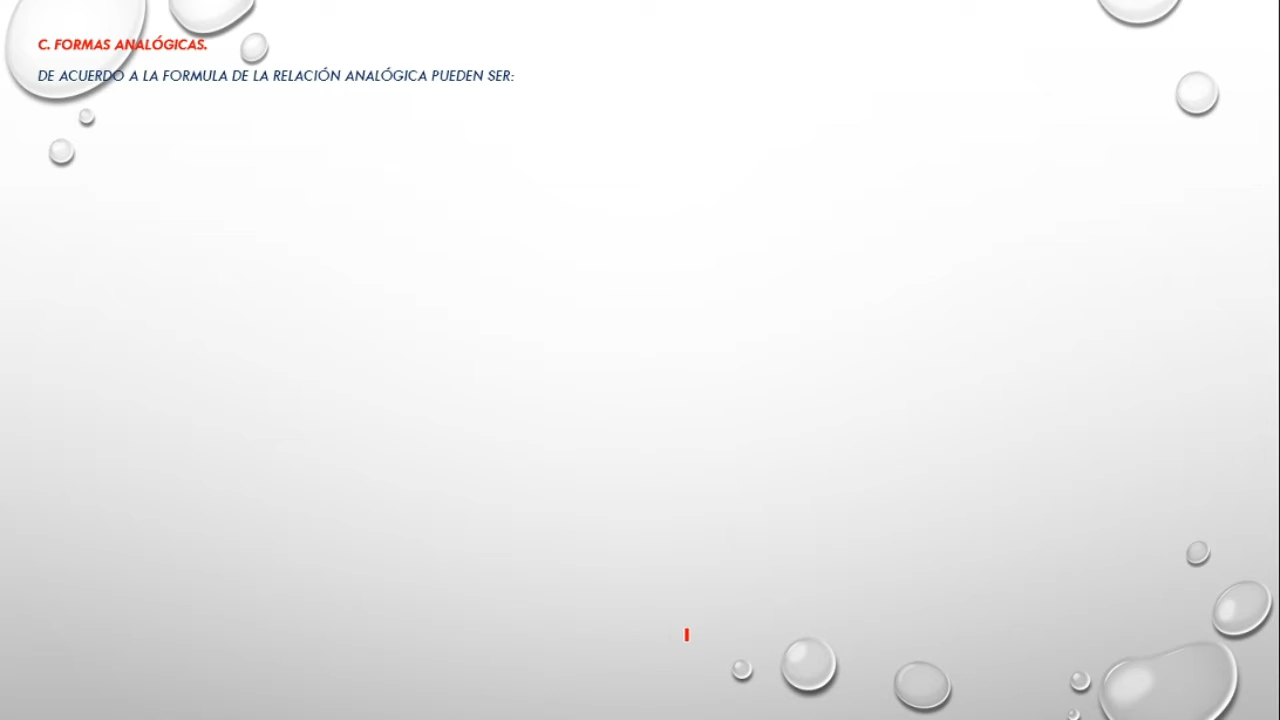 C. FORMAS ANALÓGICAS.
DE ACUERDO A LA FORMULA DE LA RELACIÓN ANALÓGICA PUEDEN SER: